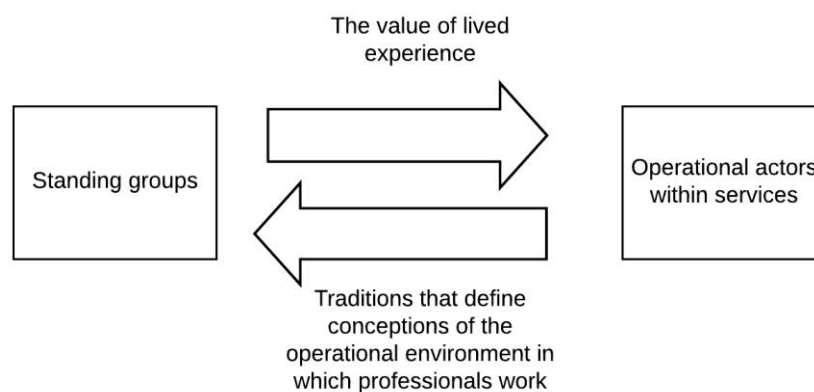 The value of lived
experience
Standing groups
Operational actors
within services
Traditions that define
conceptions of the
operational environment in
which professionals work